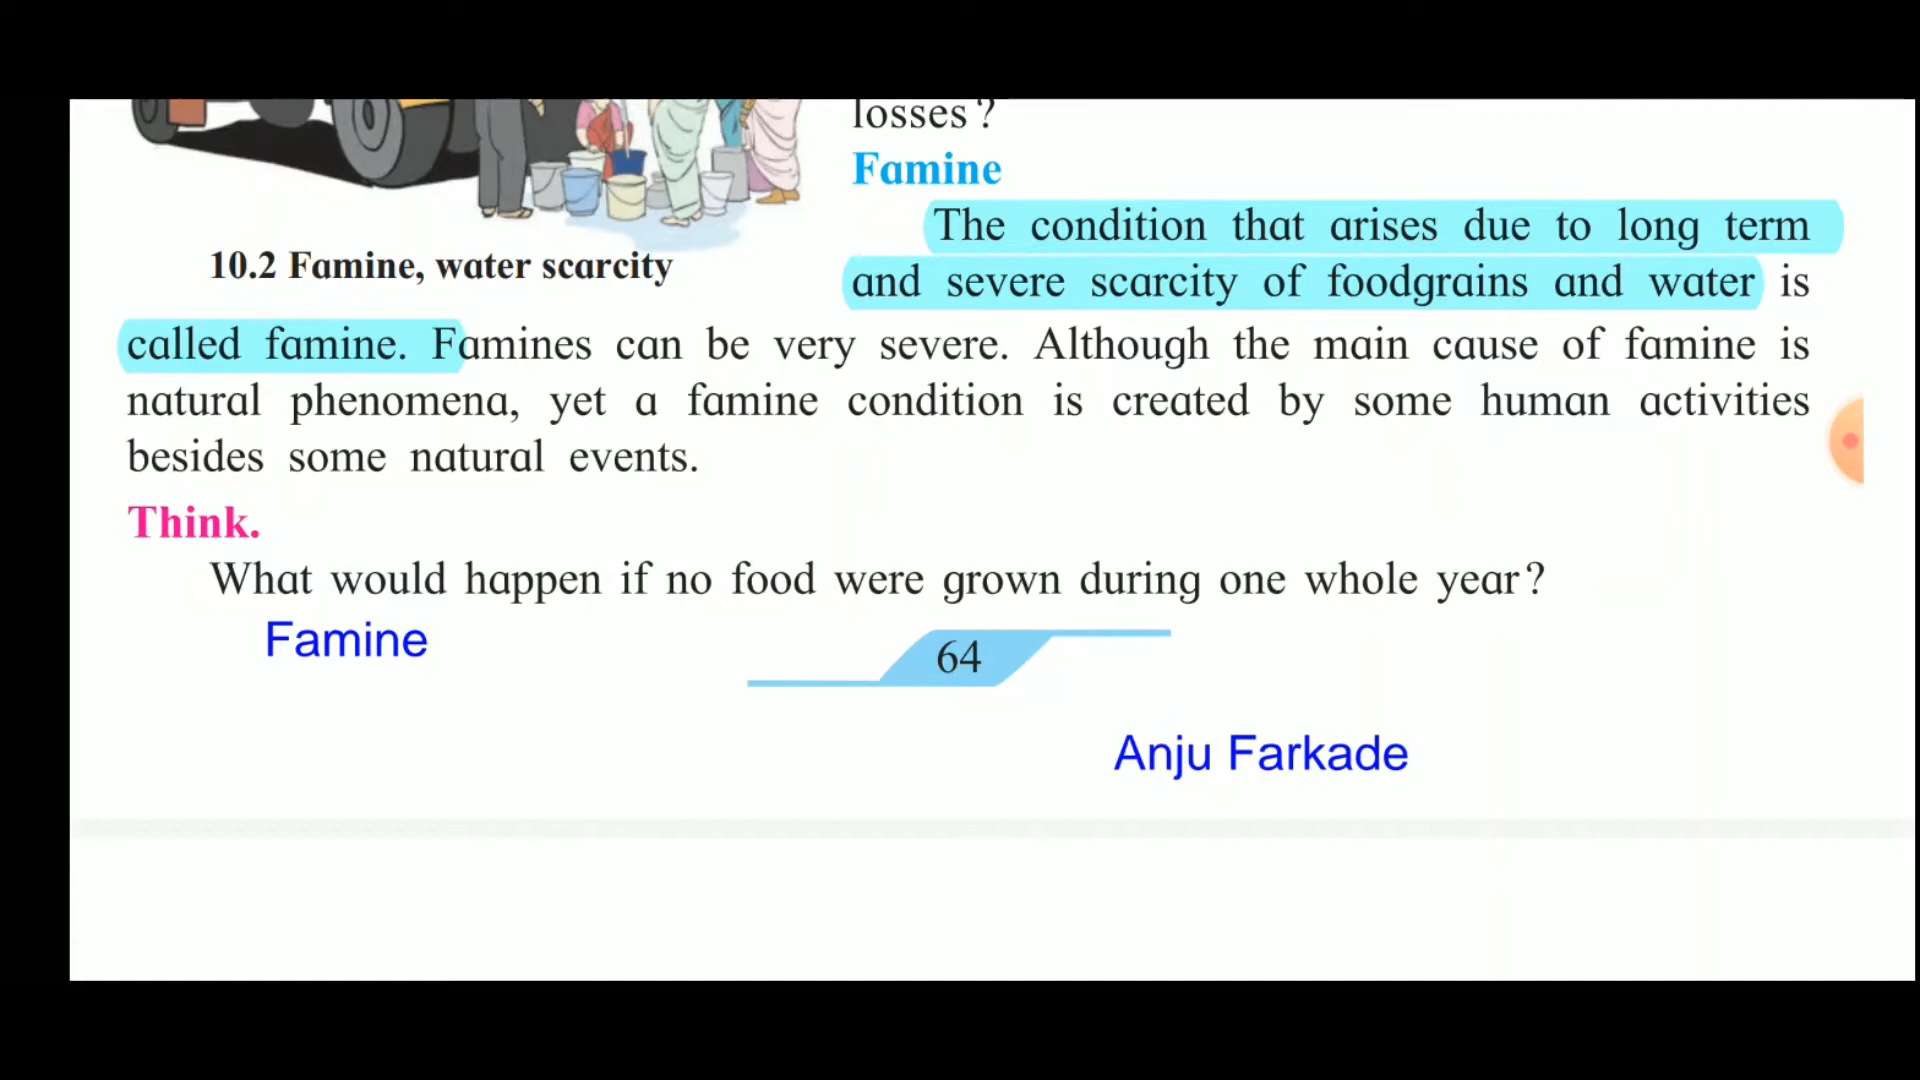 losses ?
Famine
The condition that arises due to long term
and severe scarcity of foodgrains and water is
10.2 Famine, water scarcity
called famine. Famines can be very severe. Although the main cause of famine is
natural phenomena, yet a famine condition is created by some human activities
besides some natural events.
Think.
What would happen if no food were grown during one whole year ?
Famine
64
Anju Farkade